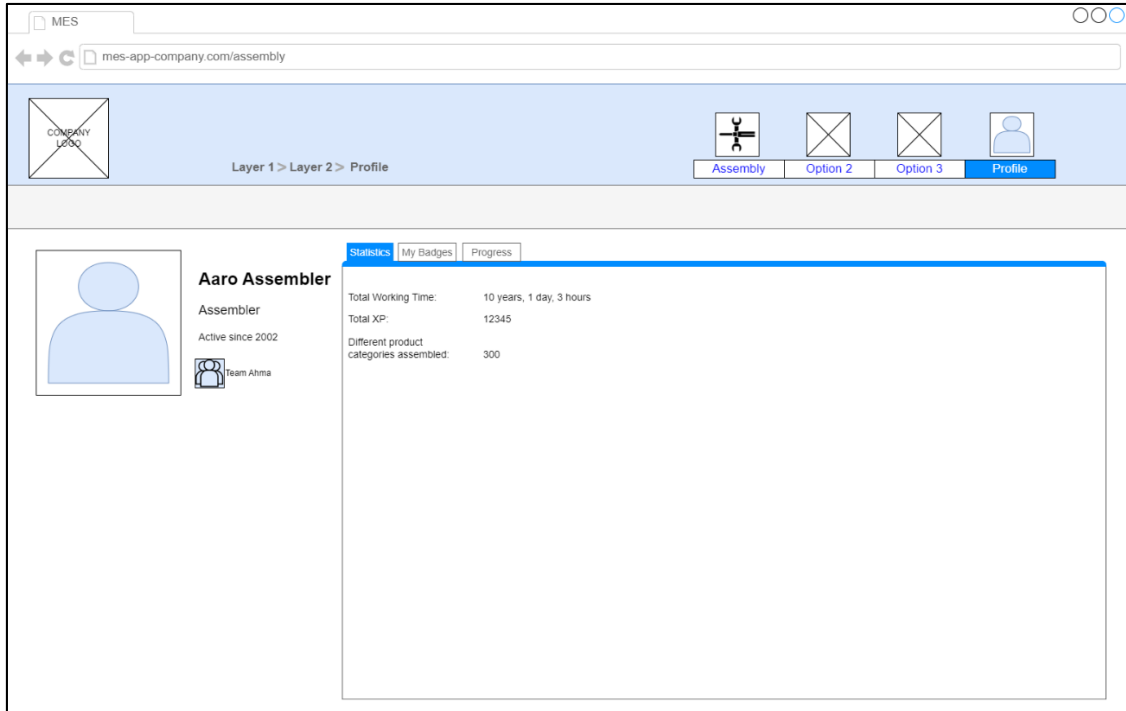 MES
mes-app-company.com/assembly
COMPANY
LOGO
Layer 1 > Layer 2 > Profile
Assembly Option 2 Option 3 Profile
Statistics My Badges Progress
Aaro Assembler
Assembler
Active since 2002
Team Ahma
Total Working Time: 10 years, 1 day, 3 hours
Total XP: 12345
Different product
categories assembled: 300